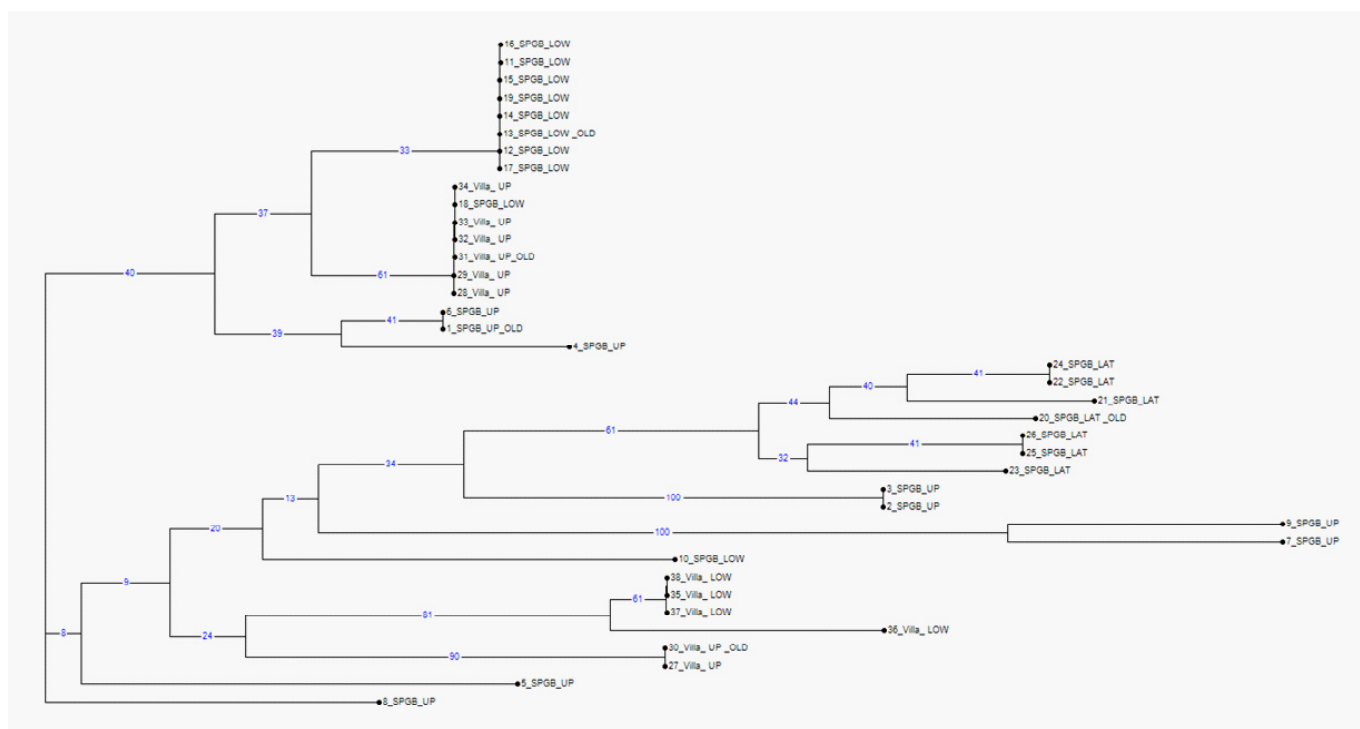 16_SPGB_LOW
11_SPGB_LOW
15_SPGB_LOW
19_SPGB_LOW
14_SPGB_LOW
13_SPGB_LOW _OLD
33
12_SPGB_LOW
17_SPGB_LOW
34_Villa_ UP
18_SPGB_LOW
37
33_Villa_ UP
32_Villa_ UP
31_Villa_ UP_OLD
40
61
29_Villa_ UP
28_Villa_ UP
6_SPGB_UP
41
1_SPGB_UP_OLD
39
4_SPGB_UP
24_SPGB_LAT
41
22_SPGB_LAT
40
44
21_SPGB_LAT
20_SPGB_LAT _OLD
61
26_SPGB_LAT
41
25_SPGB_LAT
32
34
23_SPGB_LAT
3_SPGB_UP
13
100
2_SPGB_UP
9_SPGB_UP
20
100
7_SPGB_UP
10_SPGB_LOW
38_Villa_ LOW
9
35_Villa_ LOW
61
37_Villa_ LOW
81
36_Villa_ LOW
8
24
30_Villa_ UP _OLD
90
27_Villa_ UP
5_SPGB_UP
8_SPGB_UP